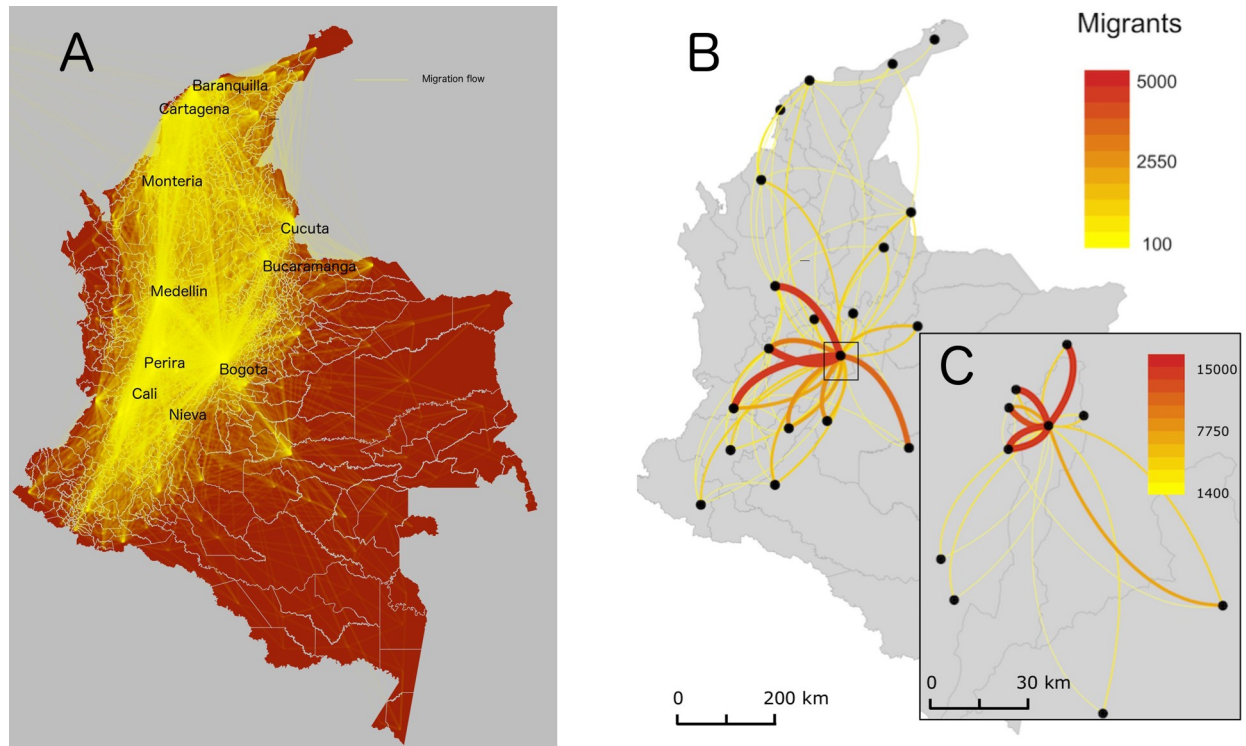 A
Baranquilla
Cartagena
Migration flow
Monteria
Cucuta
Bucaramanga
Medellin
Perira
Bogota
Cali
Nieva
B
Migrants
5000
2550
100
0 200 km
C
15000
7750
1400
0 30 km